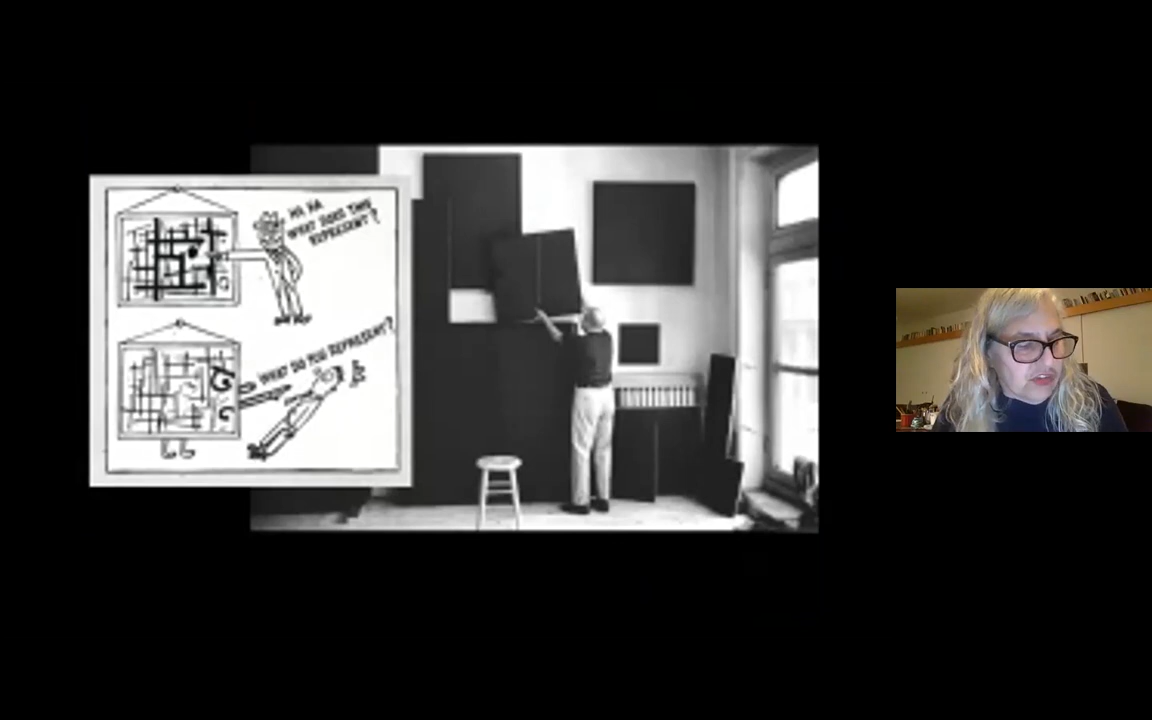 HA HA
WHAT DOES THIS
REPRESENT?
WHAT DO YOU REPRESENT?